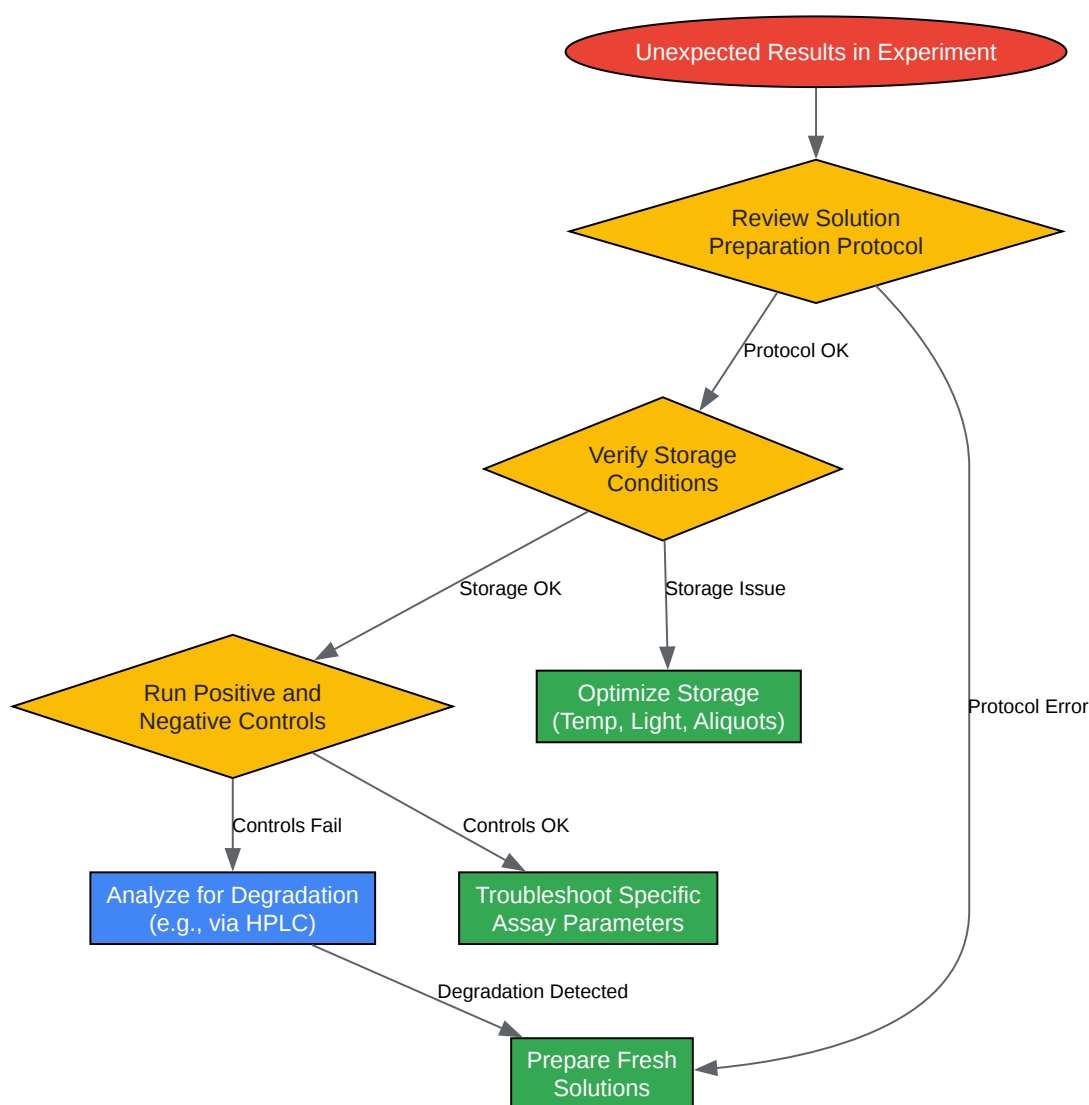 Unexpected Results in Experiment
Review Solution
Preparation Protocol
Protocol OK
Verify Storage
Conditions
Storage OK
Storage Issue
Run Positive and
Negative Controls
Optimize Storage
(Temp, Light, Aliquots)
Protocol Error
Controls Fail
Controls OK
Analyze for Degradation
(e.g., via HPLC)
Troubleshoot Specific
Assay Parameters
Degradation Detected
Prepare Fresh
Solutions